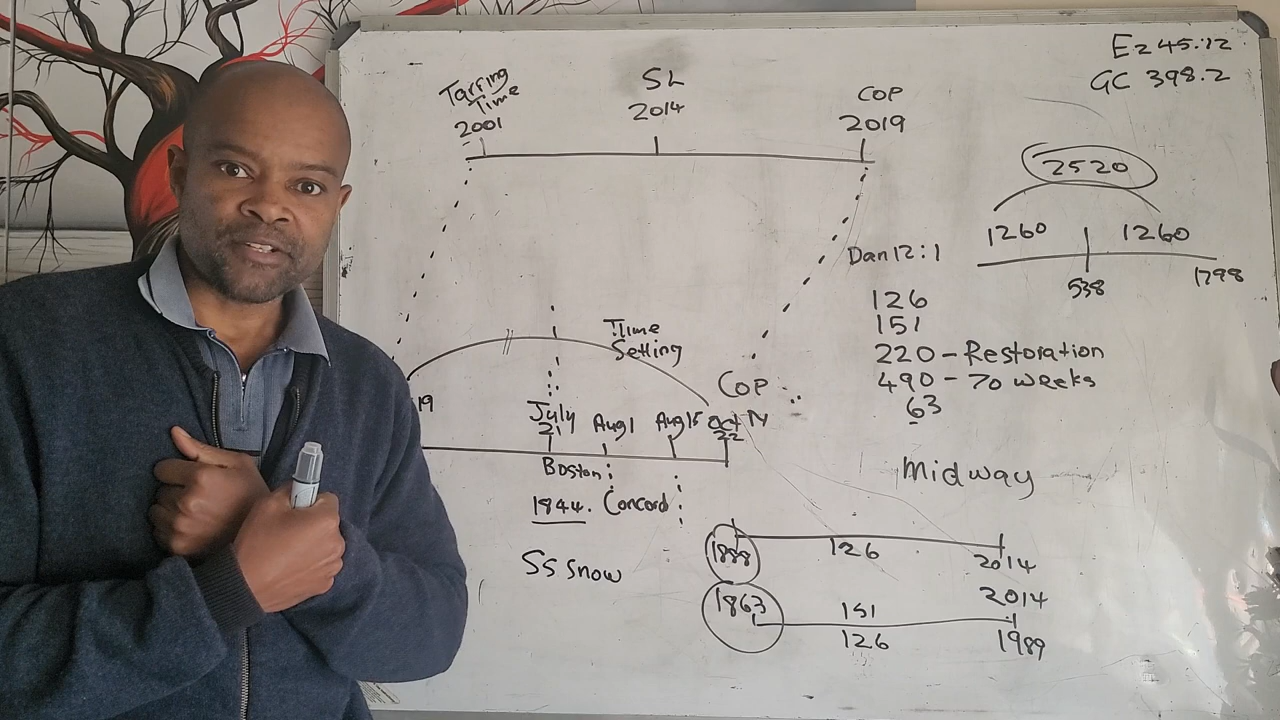 Ez 45:12
GC 398.2
Tarring
Time
2001
SL
2014
COP
2019
2520
1260 1260
538 1798
Dan 12:1
126
151
220 - Restoration
490 - 70 weeks
63
Midway
Time
Setting
COP
19
July
21
Aug 1
Aug 15
Oct
22
Boston
1844. Concord
SS Snow
1888 126 2014
1863 151 2014
126 1989